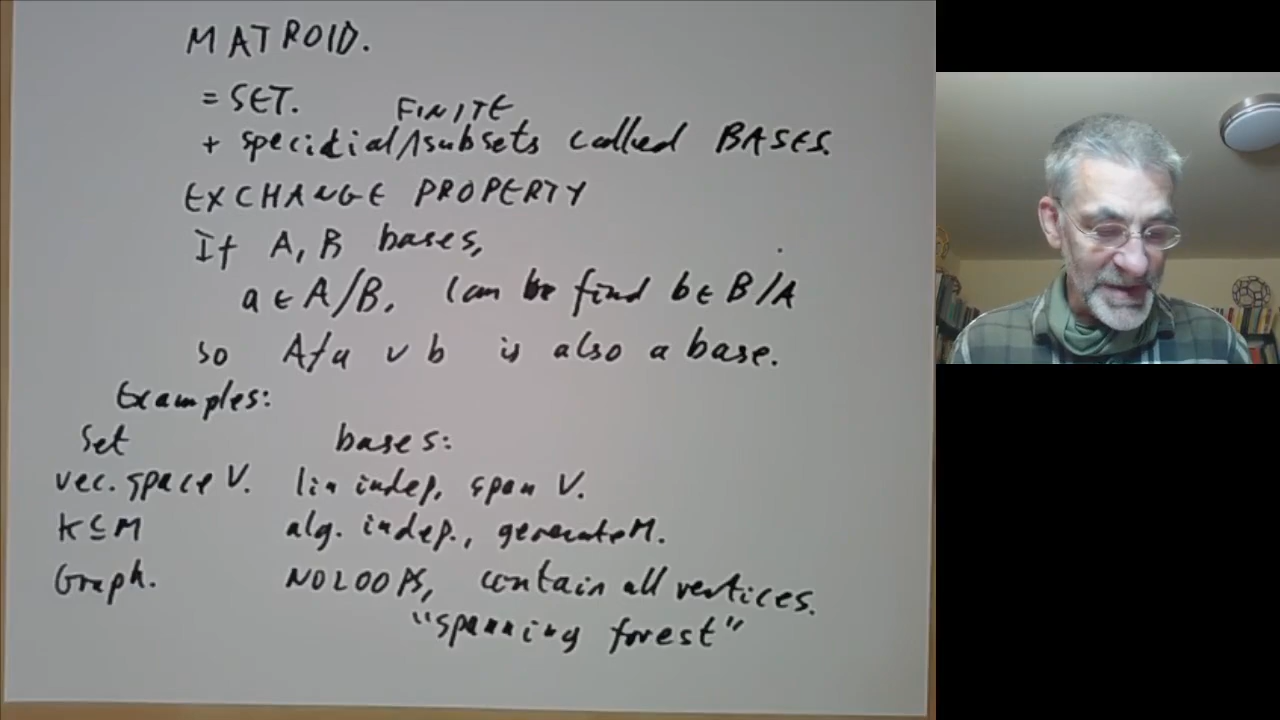 MATROID.
= SET. FINITE
+ specidial subsets called BASES.
EXCHANGE PROPERTY
If A, B bases,
a ∈ A/B, can be find b ∈ B/A
so A/a ∪ b is also a base.
Examples:
Set bases:
vec. space V. lin indep, span V.
K ⊆ M alg. indep., generate M.
Graph. NO LOOPS, contain all vertices.
"spanning forest"